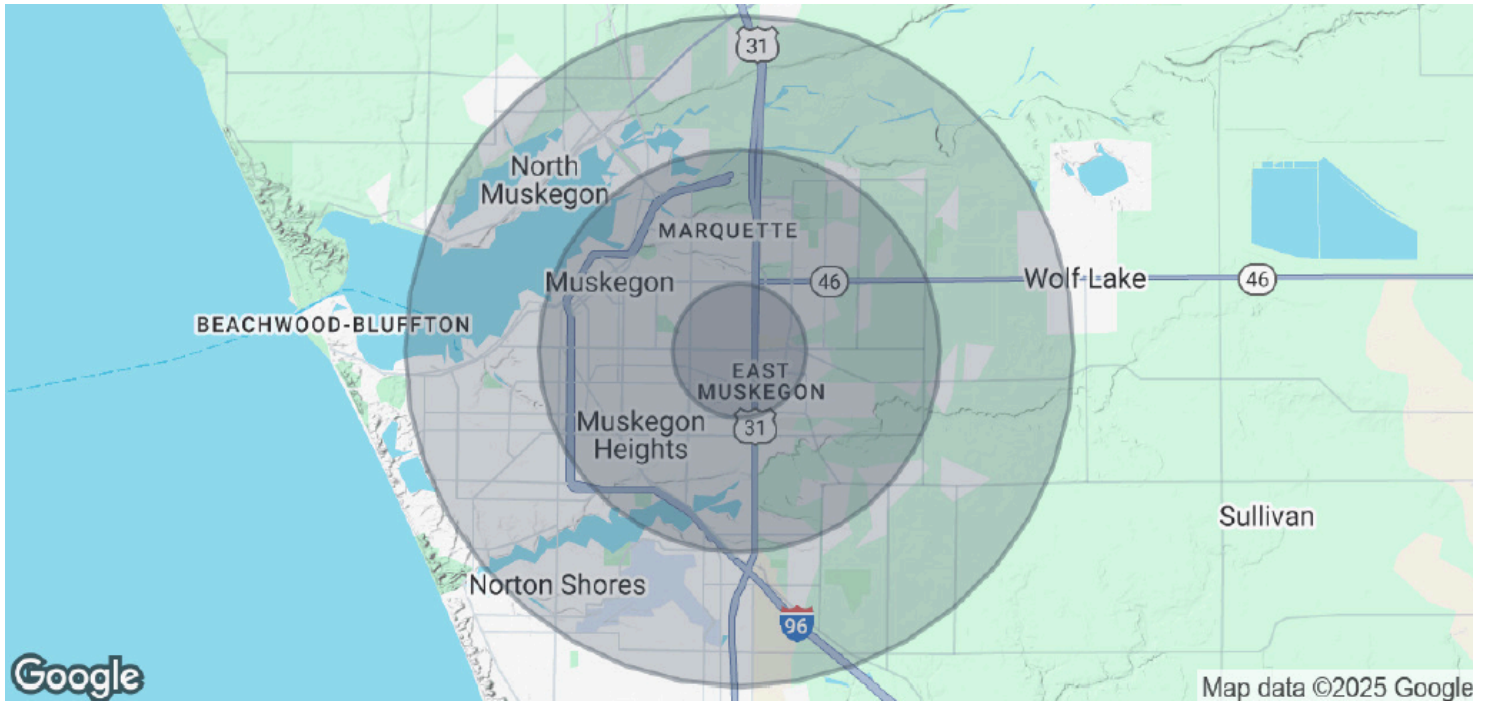 31
North
Muskegon
MARQUETTE
Muskegon
46
Wolf Lake
46
BEACHWOOD-BLUFFTON
EAST
MUSKEGON
Muskegon
Heights
31
Sullivan
Norton Shores
96
Google
Map data ©2025 Google